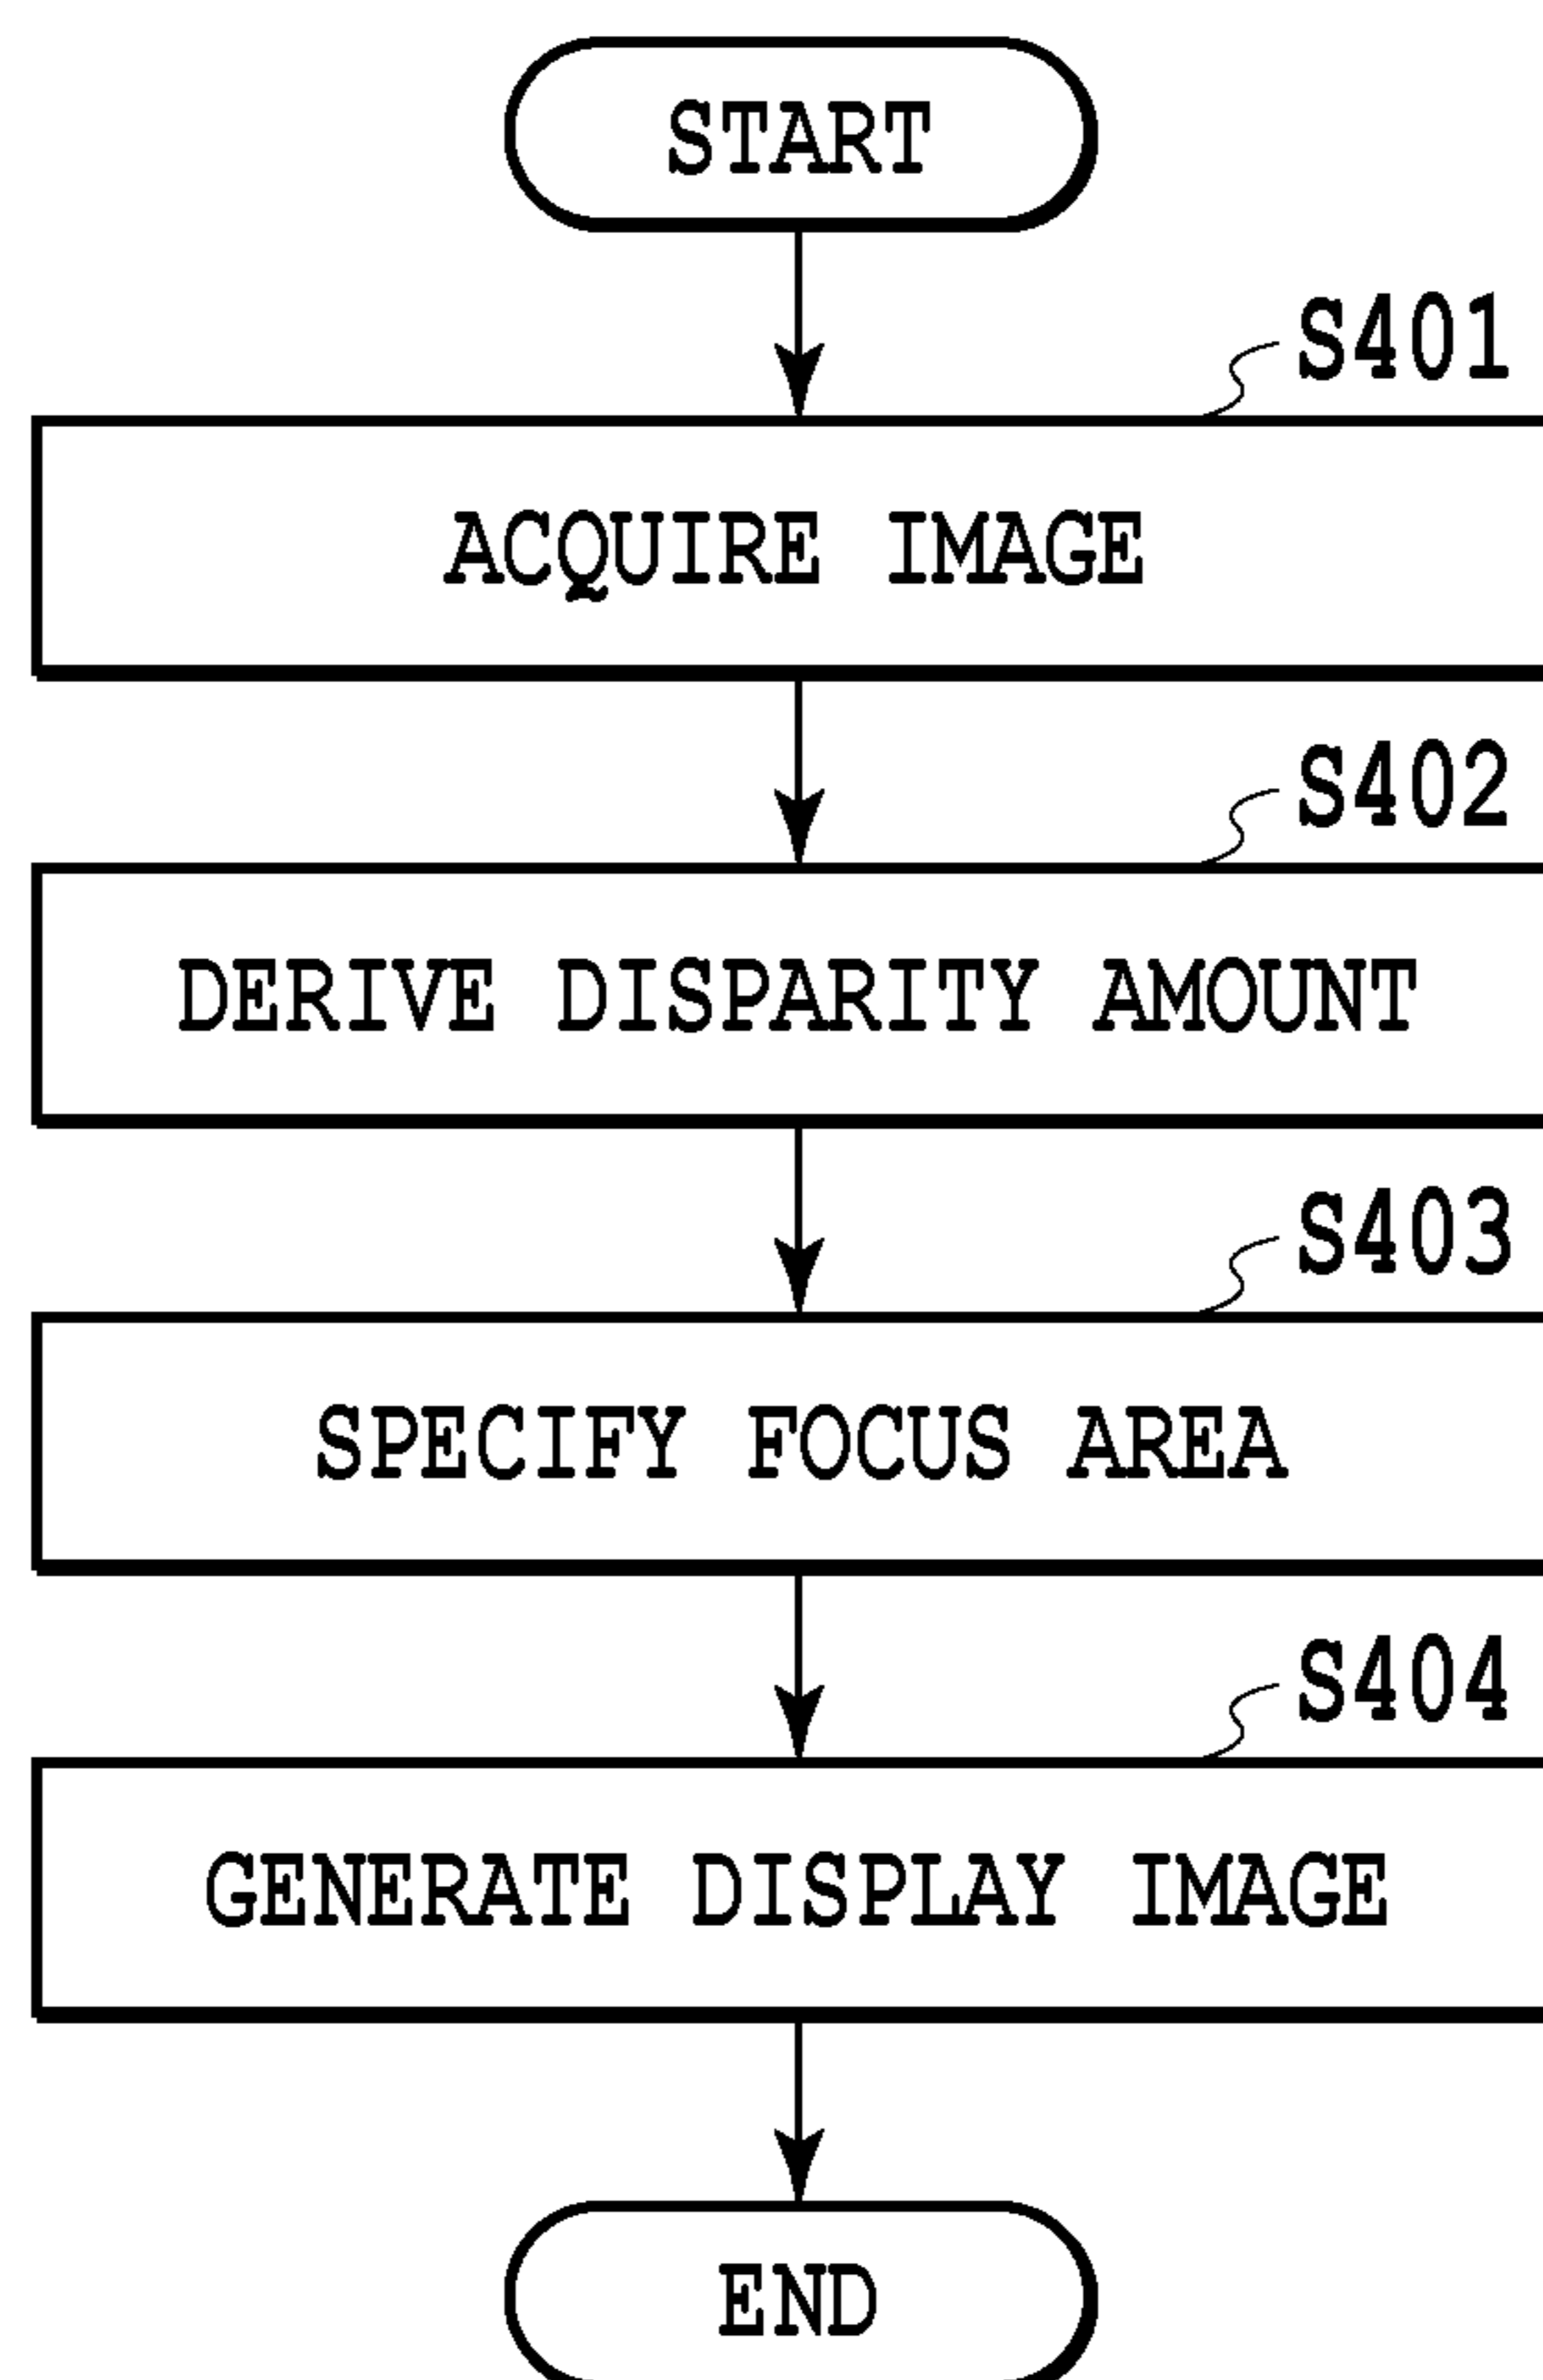 START
S401
ACQUIRE IMAGE
S402
DERIVE DISPARITY AMOUNT
S403
SPECIFY FOCUS AREA
S404
GENERATE DISPLAY IMAGE
END